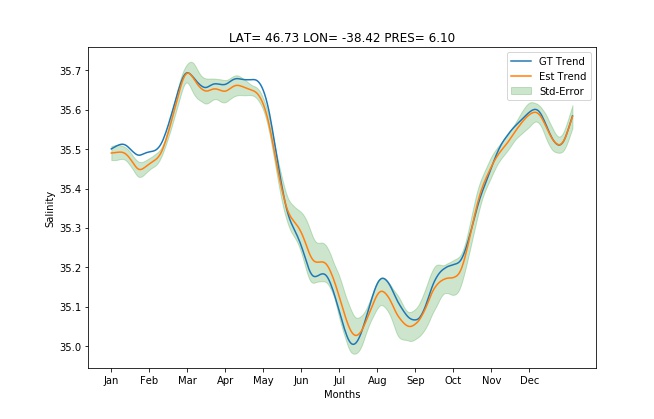 LAT= 46.73 LON= -38.42 PRES= 6.10
GT Trend
Est Trend
Std-Error
35.7
35.6
35.5
35.4
35.3
35.2
35.1
35.0
Salinity
Jan Feb Mar Apr May Jun Jul Aug Sep Oct Nov Dec
Months